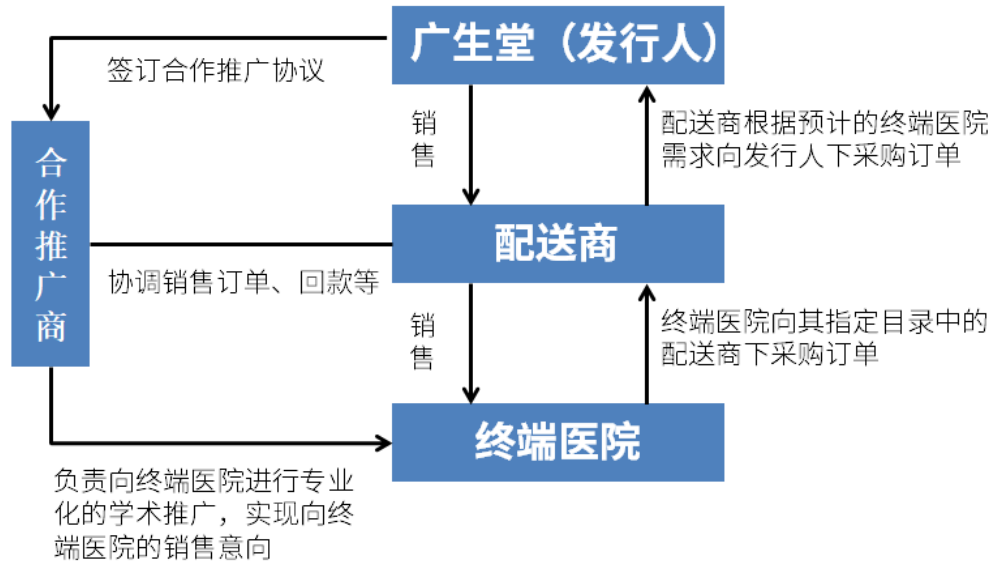 广生堂（发行人）
签订合作推广协议
销
售
配送商根据预计的终端医院
需求向发行人下采购订单
合
作
推
广
商
配送商
协调销售订单、回款等
销
售
终端医院向其指定目录中的
配送商下采购订单
终端医院
负责向终端医院进行专业
化的学术推广，实现向终
端医院的销售意向